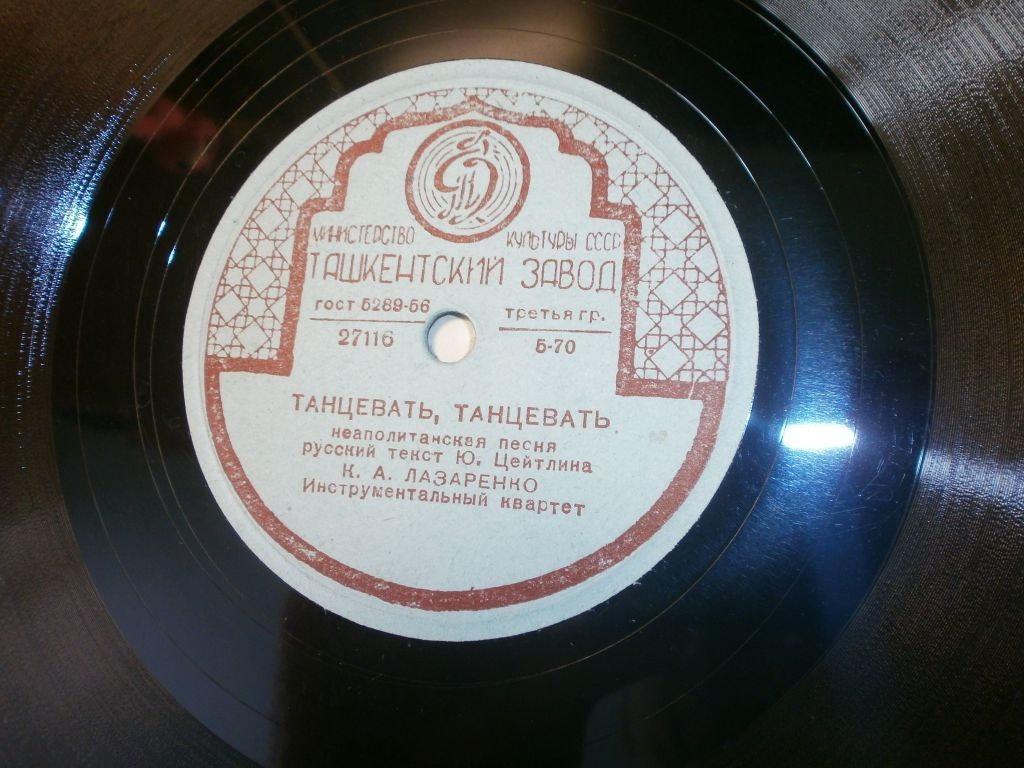 МИНИСТЕРСТВО КУЛЬТУРЫ СССР
ТАШКЕНТСКИЙ ЗАВОД
ГОСТ 5289-56 третья гр.
27116 5-70
ТАНЦЕВАТЬ, ТАНЦЕВАТЬ
неаполитанская песня
русский текст Ю. Цейтлина
К. А. ЛАЗАРЕНКО
Инструментальный квартет